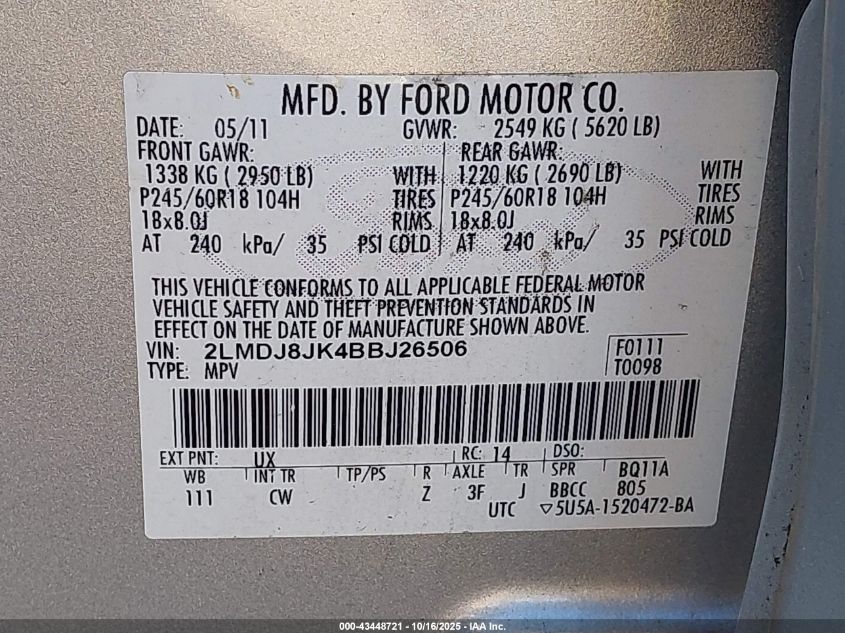 MFD. BY FORD MOTOR CO.
DATE: 05/11 GVWR: 2549 KG ( 5620 LB)
FRONT GAWR: REAR GAWR:
1338 KG ( 2950 LB) WITH 1220 KG ( 2690 LB) WITH
P245/60R18 104H TIRES P245/60R18 104H TIRES
18x8.0J RIMS 18x8.0J RIMS
AT 240 kPa/ 35 PSI COLD AT 240 kPa/ 35 PSI COLD
THIS VEHICLE CONFORMS TO ALL APPLICABLE FEDERAL MOTOR
VEHICLE SAFETY AND THEFT PREVENTION STANDARDS IN
EFFECT ON THE DATE OF MANUFACTURE SHOWN ABOVE.
VIN: 2LMDJ8JK4BBJ26506 F0111
TYPE: MPV T0098
EXT PNT: UX RC: 14 DSO:
WB INT TR TP/PS R AXLE TR SPR BQ11A
111 CW Z 3F J BBCC 805
UTC ▽5U5A-1520472-BA
000-43448721 - 10/16/2025 - IAA Inc.